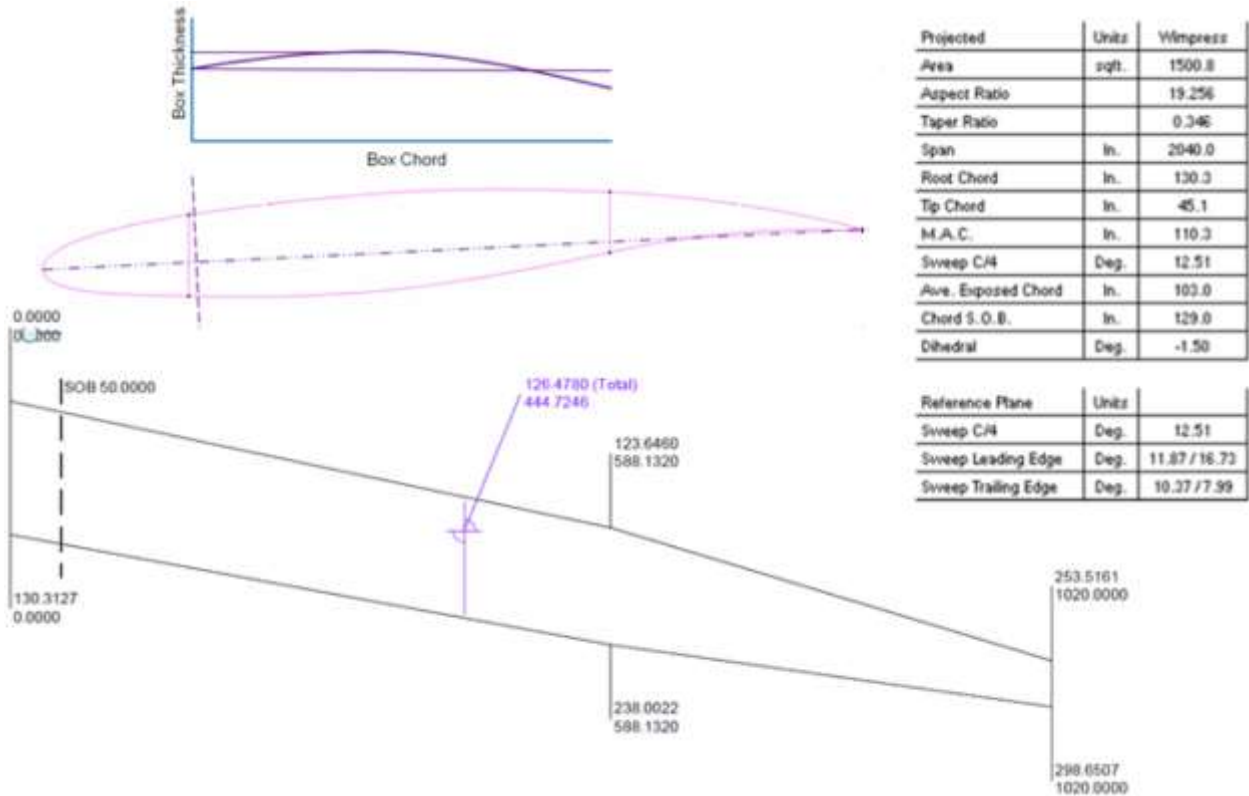 Box Thickness
Box Chord
Projected Units Wimpress
Area sqft. 1500.8
Aspect Ratio 19.256
Taper Ratio 0.346
Span In. 2040.0
Root Chord In. 130.3
Tip Chord In. 45.1
M.A.C. In. 110.3
Sweep C/4 Deg. 12.51
Ave. Exposed Chord In. 103.0
Chord S.O.B. In. 129.0
Dihedral Deg. -1.50
Reference Plane Units
Sweep C/4 Deg. 12.51
Sweep Leading Edge Deg. 11.87 / 16.73
Sweep Trailing Edge Deg. 10.37 / 7.99
0.0000
SOB 50.0000
126.4780 (Total)
444.7246
123.6460
588.1320
130.3127
0.0000
238.0022
588.1320
253.5161
1020.0000
298.6507
1020.0000